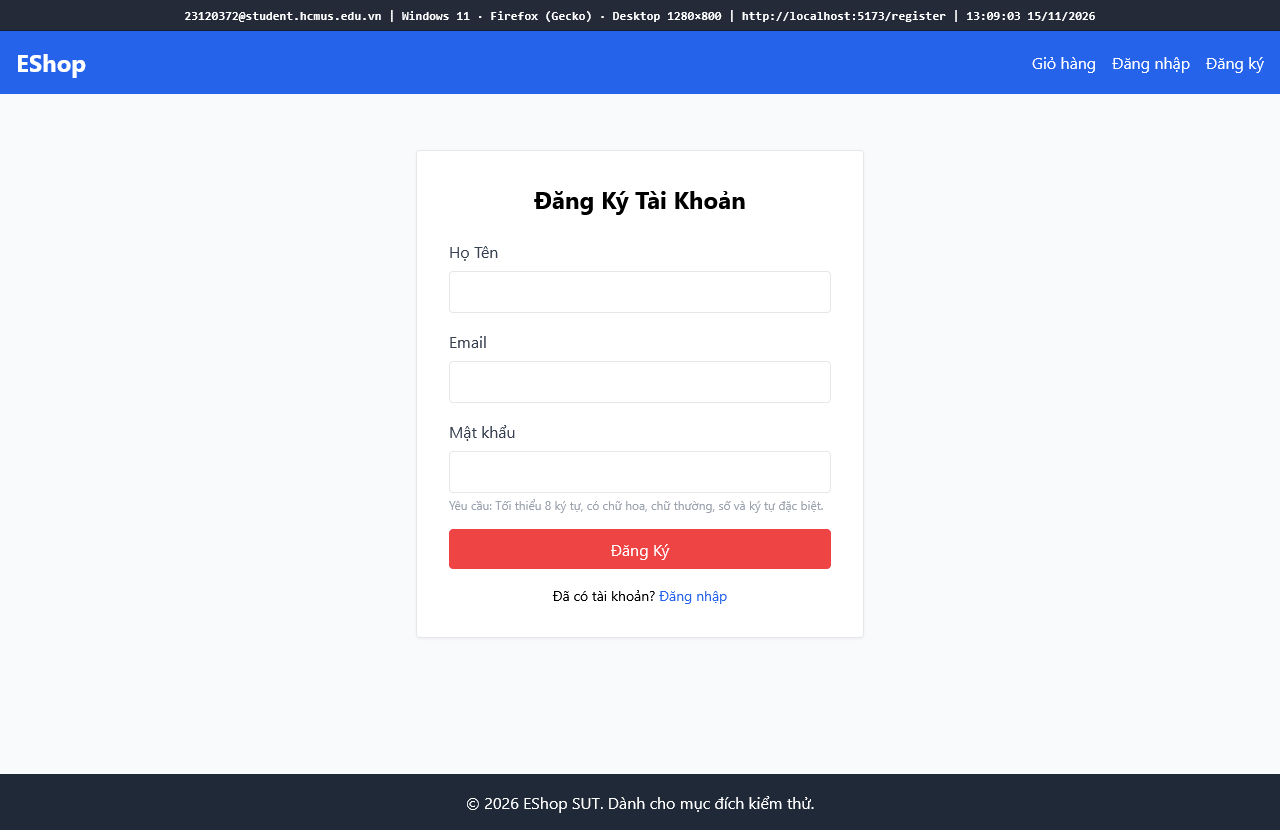 23120372@student.hcmus.edu.vn | Windows 11 · Firefox (Gecko) · Desktop 1280×800 | http://localhost:5173/register | 13:09:03 15/11/2026
EShop
Giỏ hàng Đăng nhập Đăng ký
Đăng Ký Tài Khoản
Họ Tên
Email
Mật khẩu
Yêu cầu: Tối thiểu 8 ký tự, có chữ hoa, chữ thường, số và ký tự đặc biệt.
Đăng Ký
Đã có tài khoản? Đăng nhập
© 2026 EShop SUT. Dành cho mục đích kiểm thử.